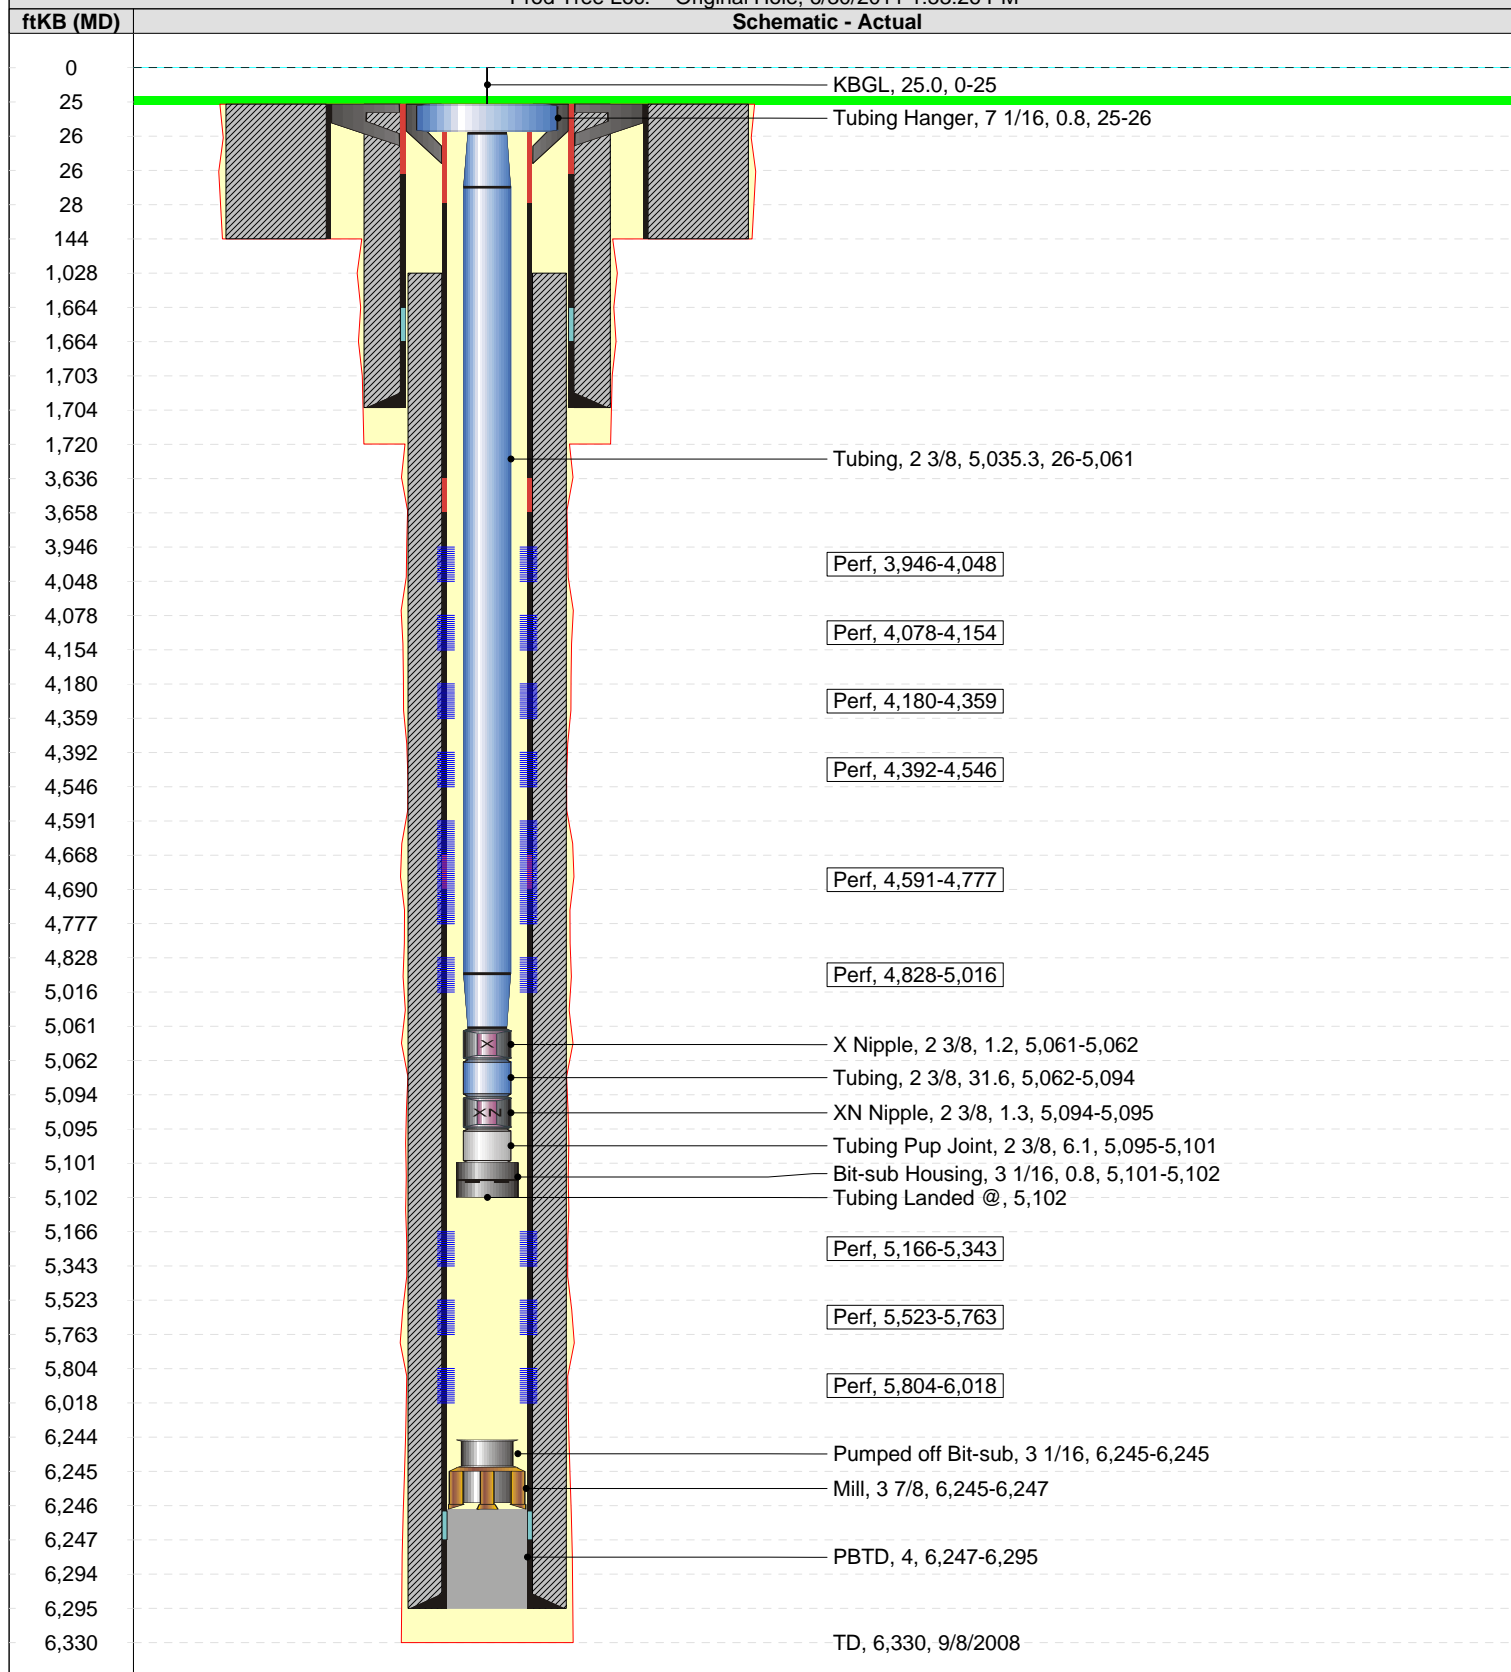 ftKB (MD)
Schematic - Actual
0
KBGL, 25.0, 0-25
25
Tubing Hanger, 7 1/16, 0.8, 25-26
26
26
28
144
1,028
1,664
1,664
1,703
1,704
1,720
Tubing, 2 3/8, 5,035.3, 26-5,061
3,636
3,658
3,946
Perf, 3,946-4,048
4,048
4,078
Perf, 4,078-4,154
4,154
4,180
Perf, 4,180-4,359
4,359
4,392
Perf, 4,392-4,546
4,546
4,591
4,668
Perf, 4,591-4,777
4,690
4,777
4,828
Perf, 4,828-5,016
5,016
5,061
X
X Nipple, 2 3/8, 1.2, 5,061-5,062
5,062
Tubing, 2 3/8, 31.6, 5,062-5,094
5,094
XN
XN Nipple, 2 3/8, 1.3, 5,094-5,095
5,095
Tubing Pup Joint, 2 3/8, 6.1, 5,095-5,101
5,101
Bit-sub Housing, 3 1/16, 0.8, 5,101-5,102
5,102
Tubing Landed @, 5,102
5,166
Perf, 5,166-5,343
5,343
5,523
Perf, 5,523-5,763
5,763
5,804
Perf, 5,804-6,018
6,018
6,244
Pumped off Bit-sub, 3 1/16, 6,245-6,245
6,245
Mill, 3 7/8, 6,245-6,247
6,246
6,247
PBTD, 4, 6,247-6,295
6,294
6,295
6,330
TD, 6,330, 9/8/2008